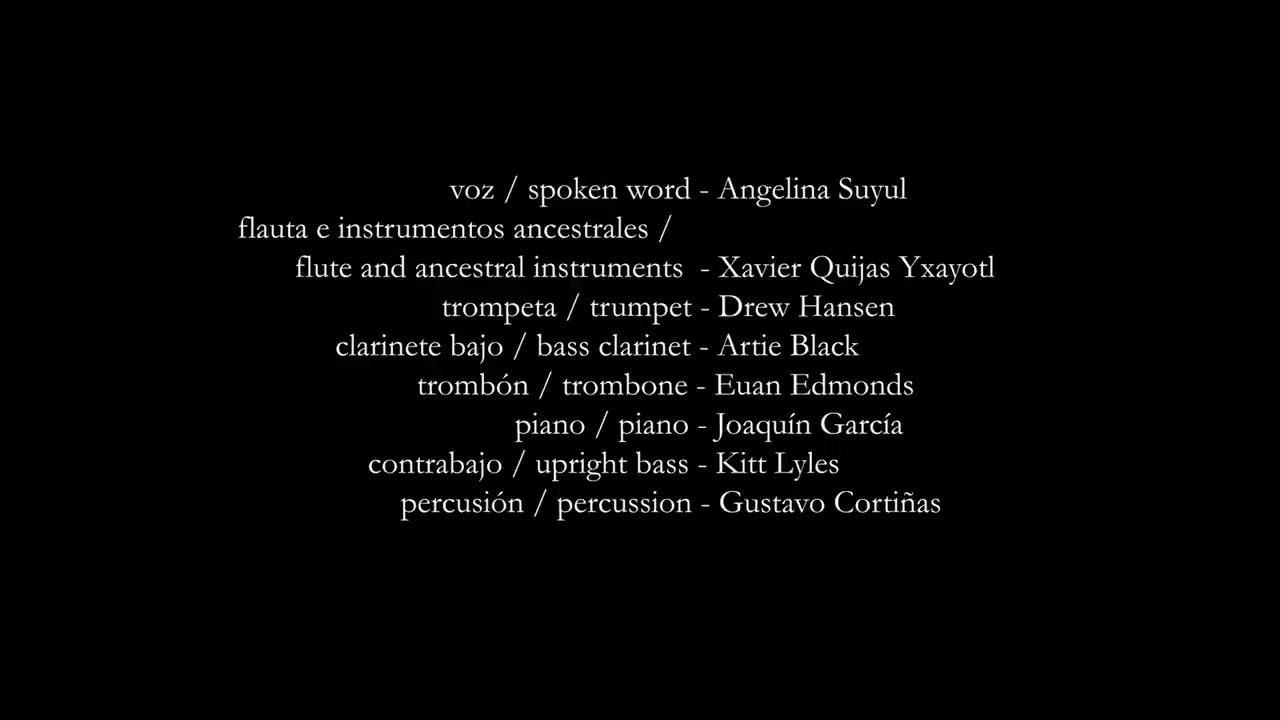 voz / spoken word - Angelina Suyul
flauta e instrumentos ancestrales /
flute and ancestral instruments - Xavier Quijas Yxayotl
trompeta / trumpet - Drew Hansen
clarinete bajo / bass clarinet - Artie Black
trombón / trombone - Euan Edmonds
piano / piano - Joaquín García
contrabajo / upright bass - Kitt Lyles
percusión / percussion - Gustavo Cortiñas